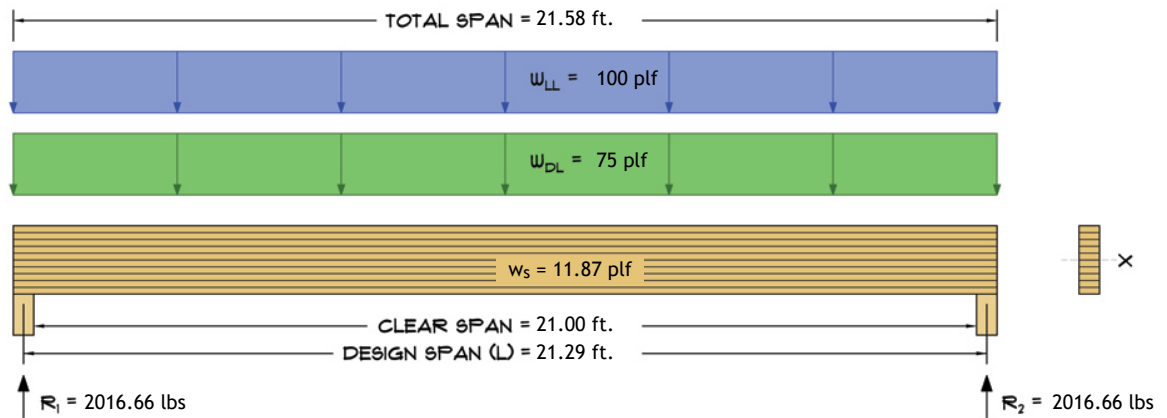 TOTAL SPAN = 21.58 ft.
wLL = 100 plf
wDL = 75 plf
ws = 11.87 plf
X
CLEAR SPAN = 21.00 ft.
DESIGN SPAN (L) = 21.29 ft.
R1 = 2016.66 lbs
R2 = 2016.66 lbs